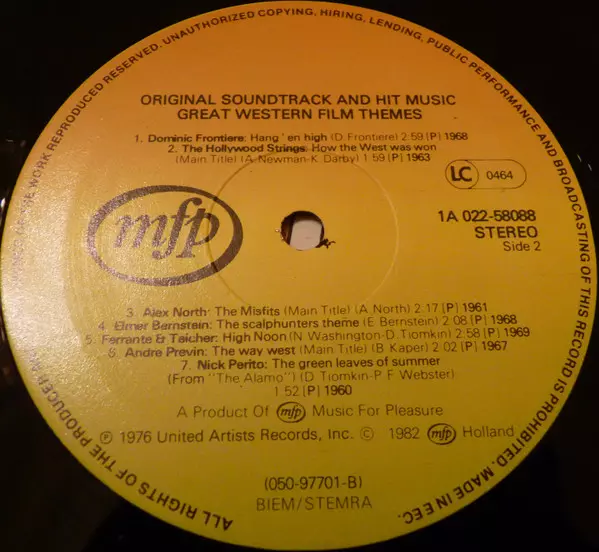 ORIGINAL SOUNDTRACK AND HIT MUSIC
GREAT WESTERN FILM THEMES
1. Dominic Frontiere: Hang 'en high (D. Frontiere) 2:59 [P] 1968
2. The Hollywood Strings: How the West was won
(Main Title) (A. Newman-K. Darby) 1:59 [P] 1963
LC 0464
mfp
1A 022-58088
STEREO
Side 2
3. Alex North: The Misfits (Main Title) (A. North) 2:17 [P] 1961
4. Elmer Bernstein: The scalphunters theme (E. Bernstein) 2:08 [P] 1968
5. Ferrante & Taicher: High Noon (N. Washington-D. Tiomkin) 2:58 [P] 1969
6. Andre Previn: The way west (Main Title) (B. Kaper) 2:02 [P] 1967
7. Nick Perito: The green leaves of summer
(From "The Alamo") (D. Tiomkin-P.F. Webster)
1:52 [P] 1960
A Product Of mfp Music For Pleasure
℗ 1976 United Artists Records, Inc. © 1982 mfp Holland
(050-97701-B)
BIEM/STEMRA
ALL RIGHTS OF THE PRODUCER THE WORK REPRODUCED RESERVED. UNAUTHORIZED COPYING, HIRING, LENDING, PUBLIC PERFORMANCE AND BROADCASTING OF THIS RECORD IS PROHIBITED. MADE IN EEC.